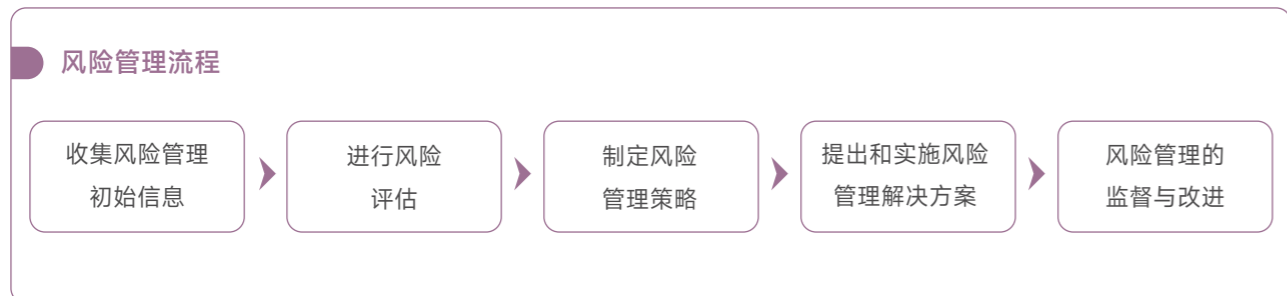 风险管理流程
收集风险管理
初始信息
进行风险
评估
制定风险
管理策略
提出和实施风险
管理解决方案
风险管理的
监督与改进